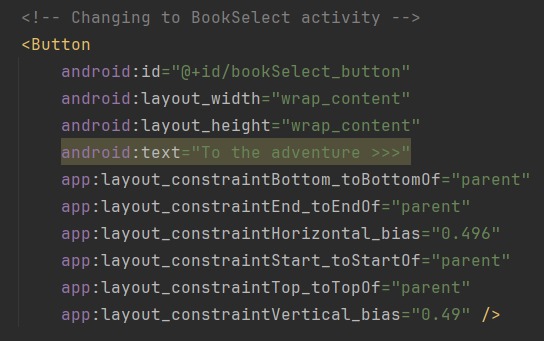 <!-- Changing to BookSelect activity -->
<Button
android:id="@+id/bookSelect_button"
android:layout_width="wrap_content"
android:layout_height="wrap_content"
android:text="To the adventure >>>"
app:layout_constraintBottom_toBottomOf="parent"
app:layout_constraintEnd_toEndOf="parent"
app:layout_constraintHorizontal_bias="0.496"
app:layout_constraintStart_toStartOf="parent"
app:layout_constraintTop_toTopOf="parent"
app:layout_constraintVertical_bias="0.49" />